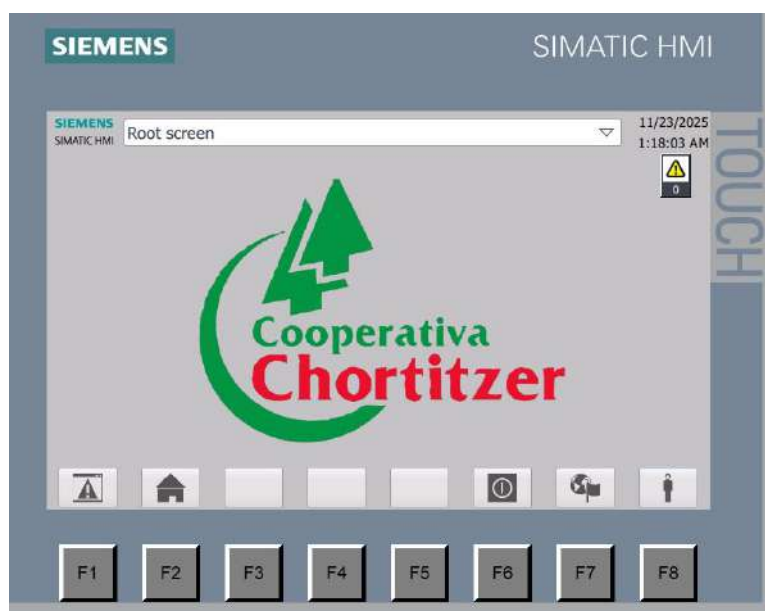 SIEMENS
SIMATIC HMI
TOUCH
SIEMENS
SIMATIC HMI
Root screen
11/23/2025
1:18:03 AM
0
Cooperativa
Chortitzer
F1
F2
F3
F4
F5
F6
F7
F8